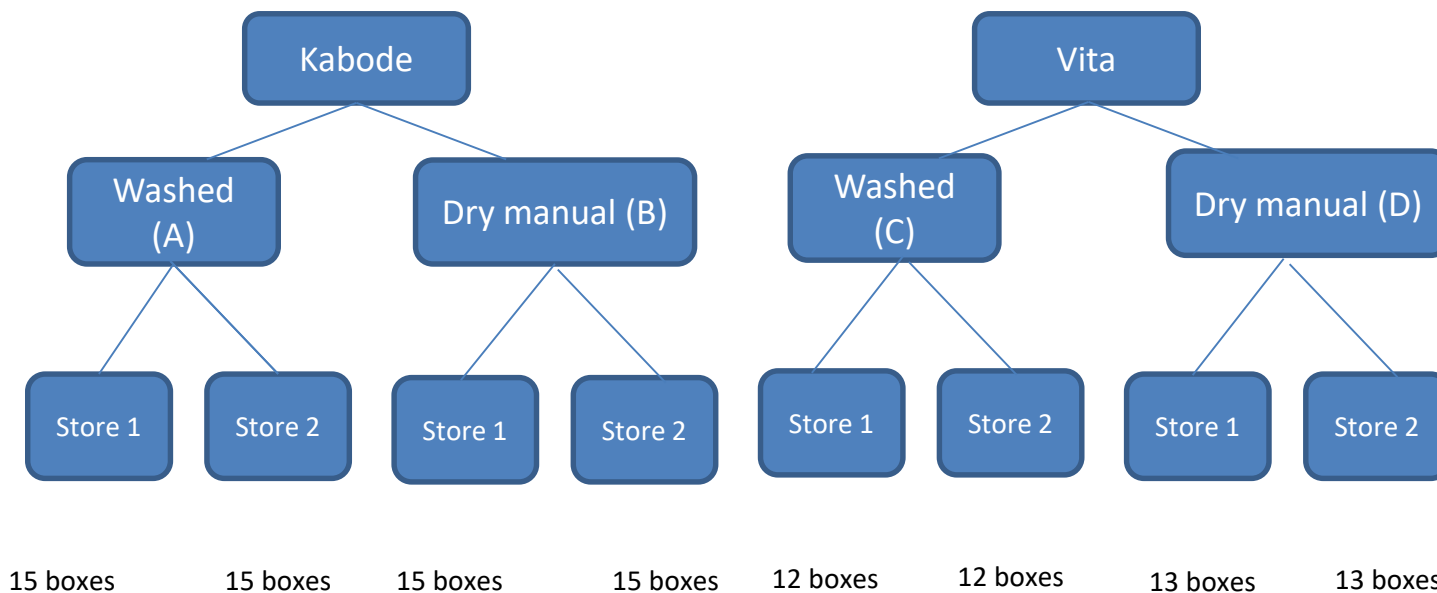 Kabode
Vita
Washed
(A)
Dry manual (B)
Washed
(C)
Dry manual (D)
Store 1
Store 2
Store 1
Store 2
Store 1
Store 2
Store 1
Store 2
15 boxes
15 boxes
15 boxes
15 boxes
12 boxes
12 boxes
13 boxes
13 boxes